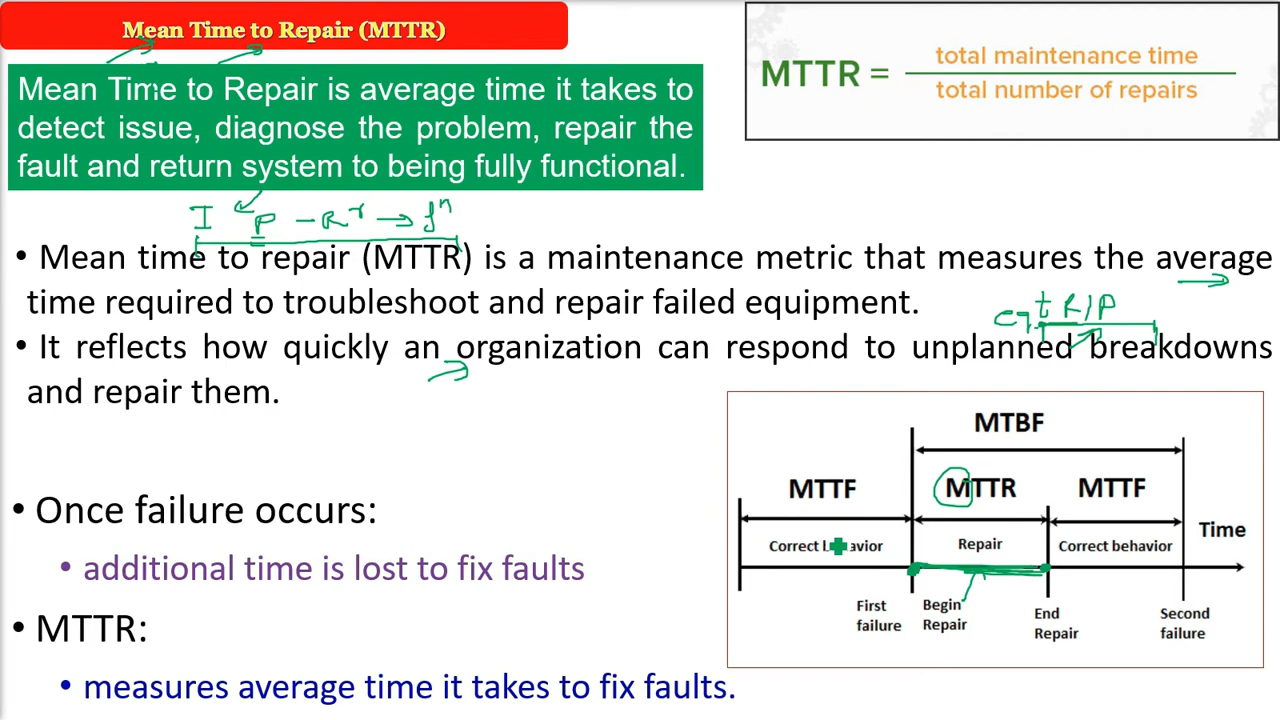 Mean Time to Repair (MTTR)
MTTR = total maintenance time
total number of repairs
Mean Time to Repair is average time it takes to
detect issue, diagnose the problem, repair the
fault and return system to being fully functional.
I P
• Mean time to repair (MTTR) is a maintenance metric that measures the average
time required to troubleshoot and repair failed equipment.
• It reflects how quickly an organization can respond to unplanned breakdowns
and repair them.
• Once failure occurs:
• additional time is lost to fix faults
• MTTR:
• measures average time it takes to fix faults.
MTBF
MTTF MTTR MTTF
Time
Correct behavior Repair Correct behavior
First failure
Begin Repair
End Repair
Second failure